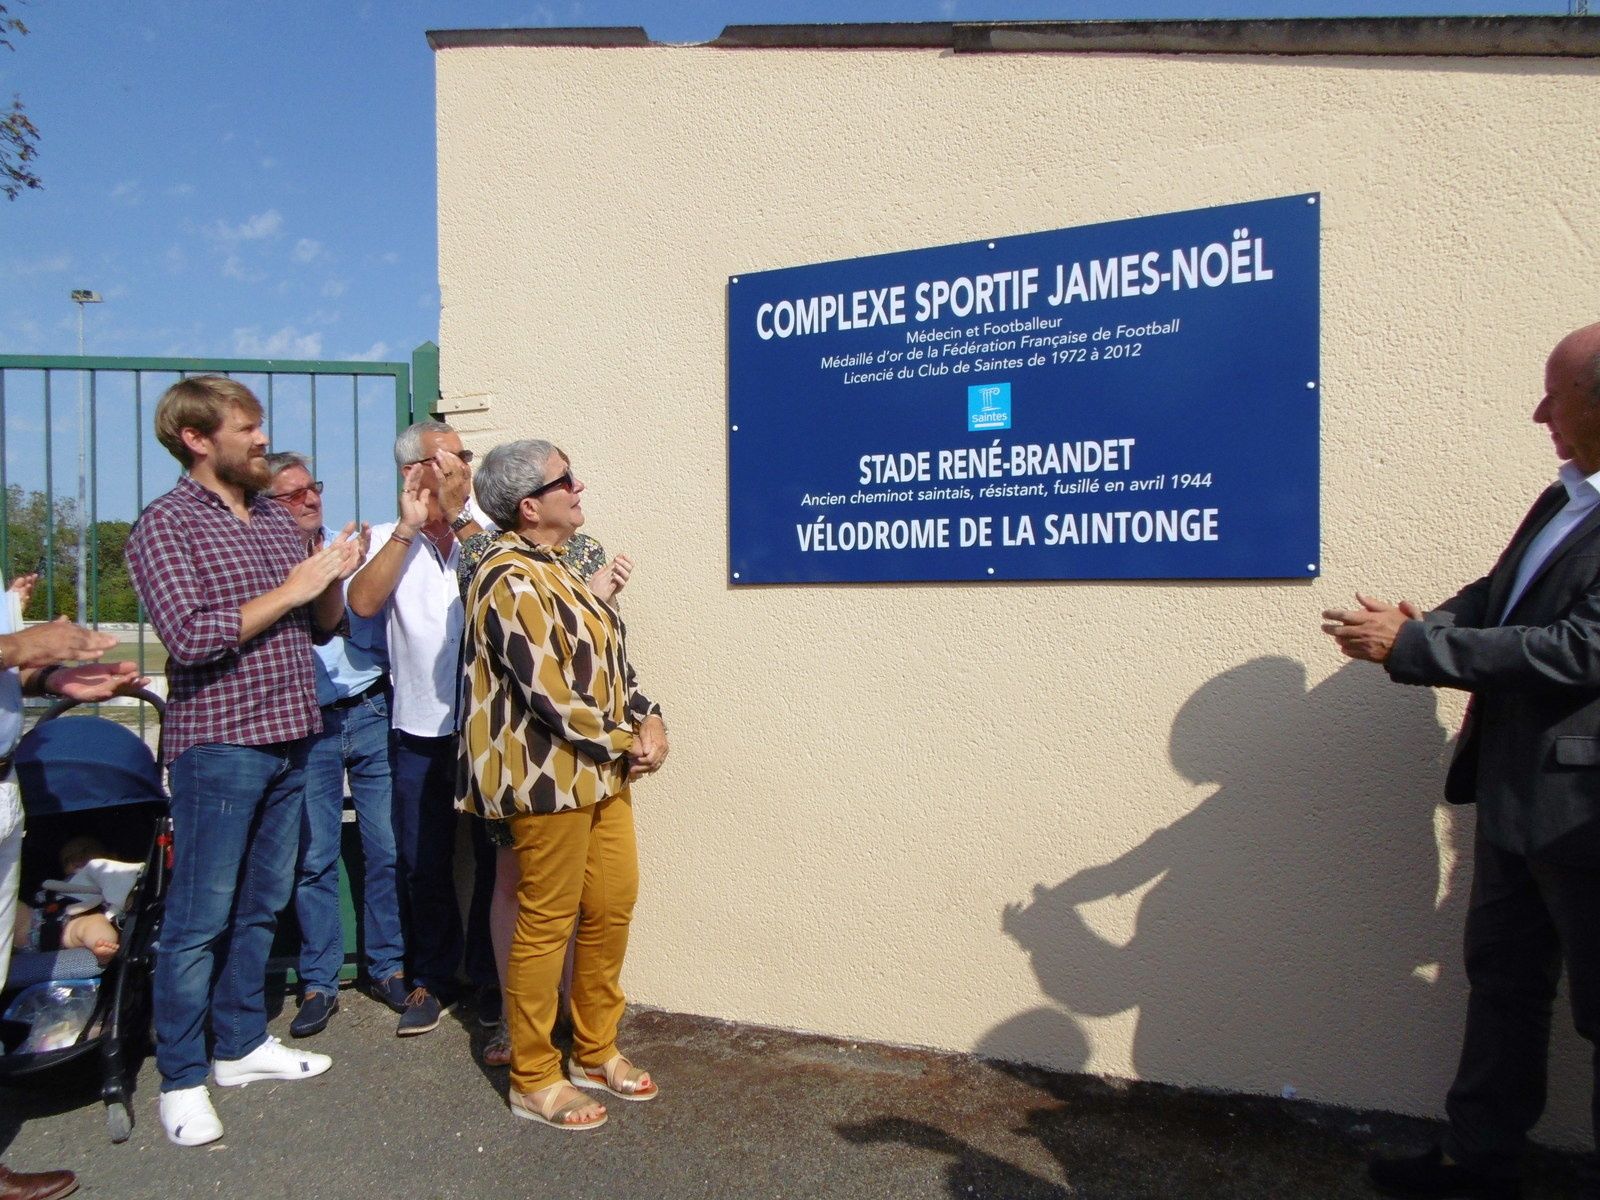 COMPLEXE SPORTIF JAMES-NOËL
Médecin et Footballeur
Médaillé d'or de la Fédération Française de Football
Licencié du Club de Saintes de 1972 à 2012
Saintes
STADE RENÉ-BRANDET
Ancien cheminot saintais, résistant, fusillé en avril 1944
VÉLODROME DE LA SAINTONGE